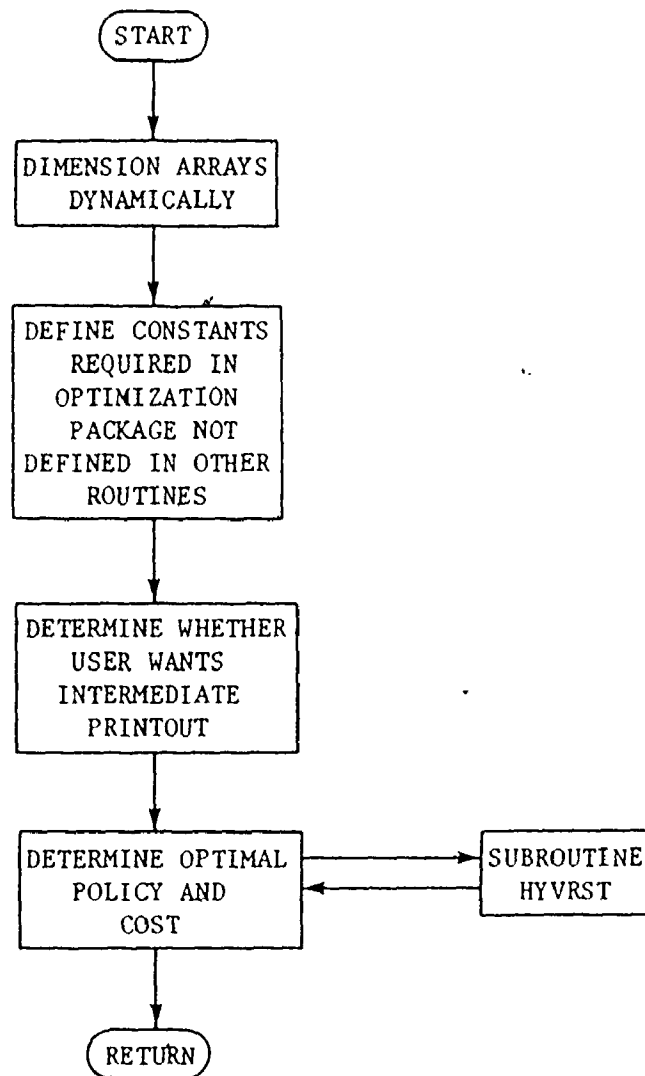 START
DIMENSION ARRAYS
DYNAMICALLY
DEFINE CONSTANTS
REQUIRED IN
OPTIMIZATION
PACKAGE NOT
DEFINED IN OTHER
ROUTINES
DETERMINE WHETHER
USER WANTS
INTERMEDIATE
PRINTOUT
DETERMINE OPTIMAL
POLICY AND
COST
SUBROUTINE
HYVRST
RETURN